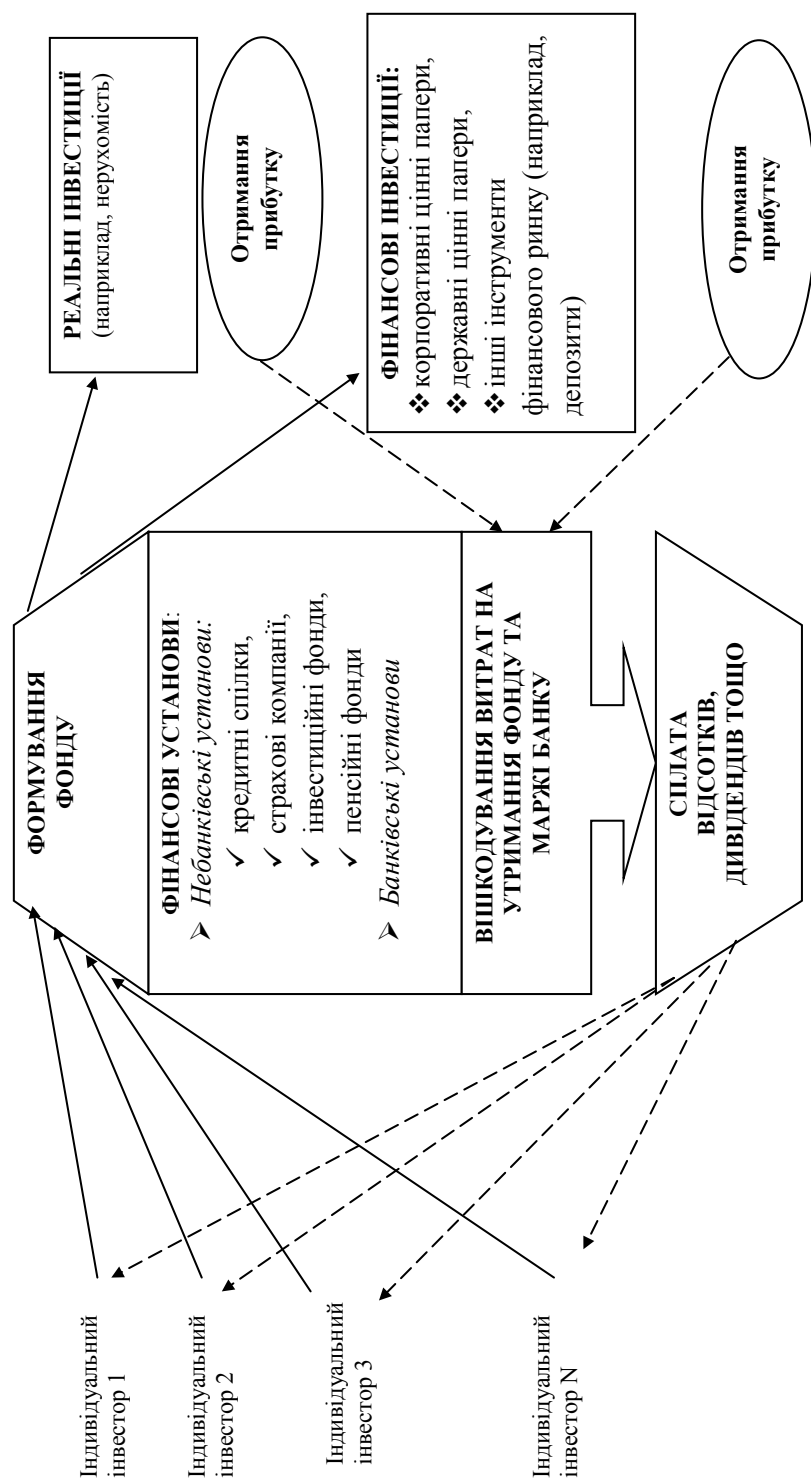 Індивідуальний
інвестор 1
Індивідуальний
інвестор 2
Індивідуальний
інвестор 3
Індивідуальний
інвестор N
ФОРМУВАННЯ
ФОНДУ
ФІНАНСОВІ УСТАНОВИ:
➢ Небанківські установи:
✓ кредитні спілки,
✓ страхові компанії,
✓ інвестиційні фонди,
✓ пенсійні фонди
➢ Банківські установи
ВІШКОДУВАННЯ ВИТРАТ НА
УТРИМАННЯ ФОНДУ ТА
МАРЖІ БАНКУ
СПЛАТА
ВІДСОТКІВ,
ДИВІДЕНДІВ ТОЩО
РЕАЛЬНІ ІНВЕСТИЦІЇ
(наприклад, нерухомість)
Отримання
прибутку
ФІНАНСОВІ ІНВЕСТИЦІЇ:
❖ корпоративні цінні папери,
❖ державні цінні папери,
❖ інші інструменти
фінансового ринку (наприклад,
депозити)
Отримання
прибутку